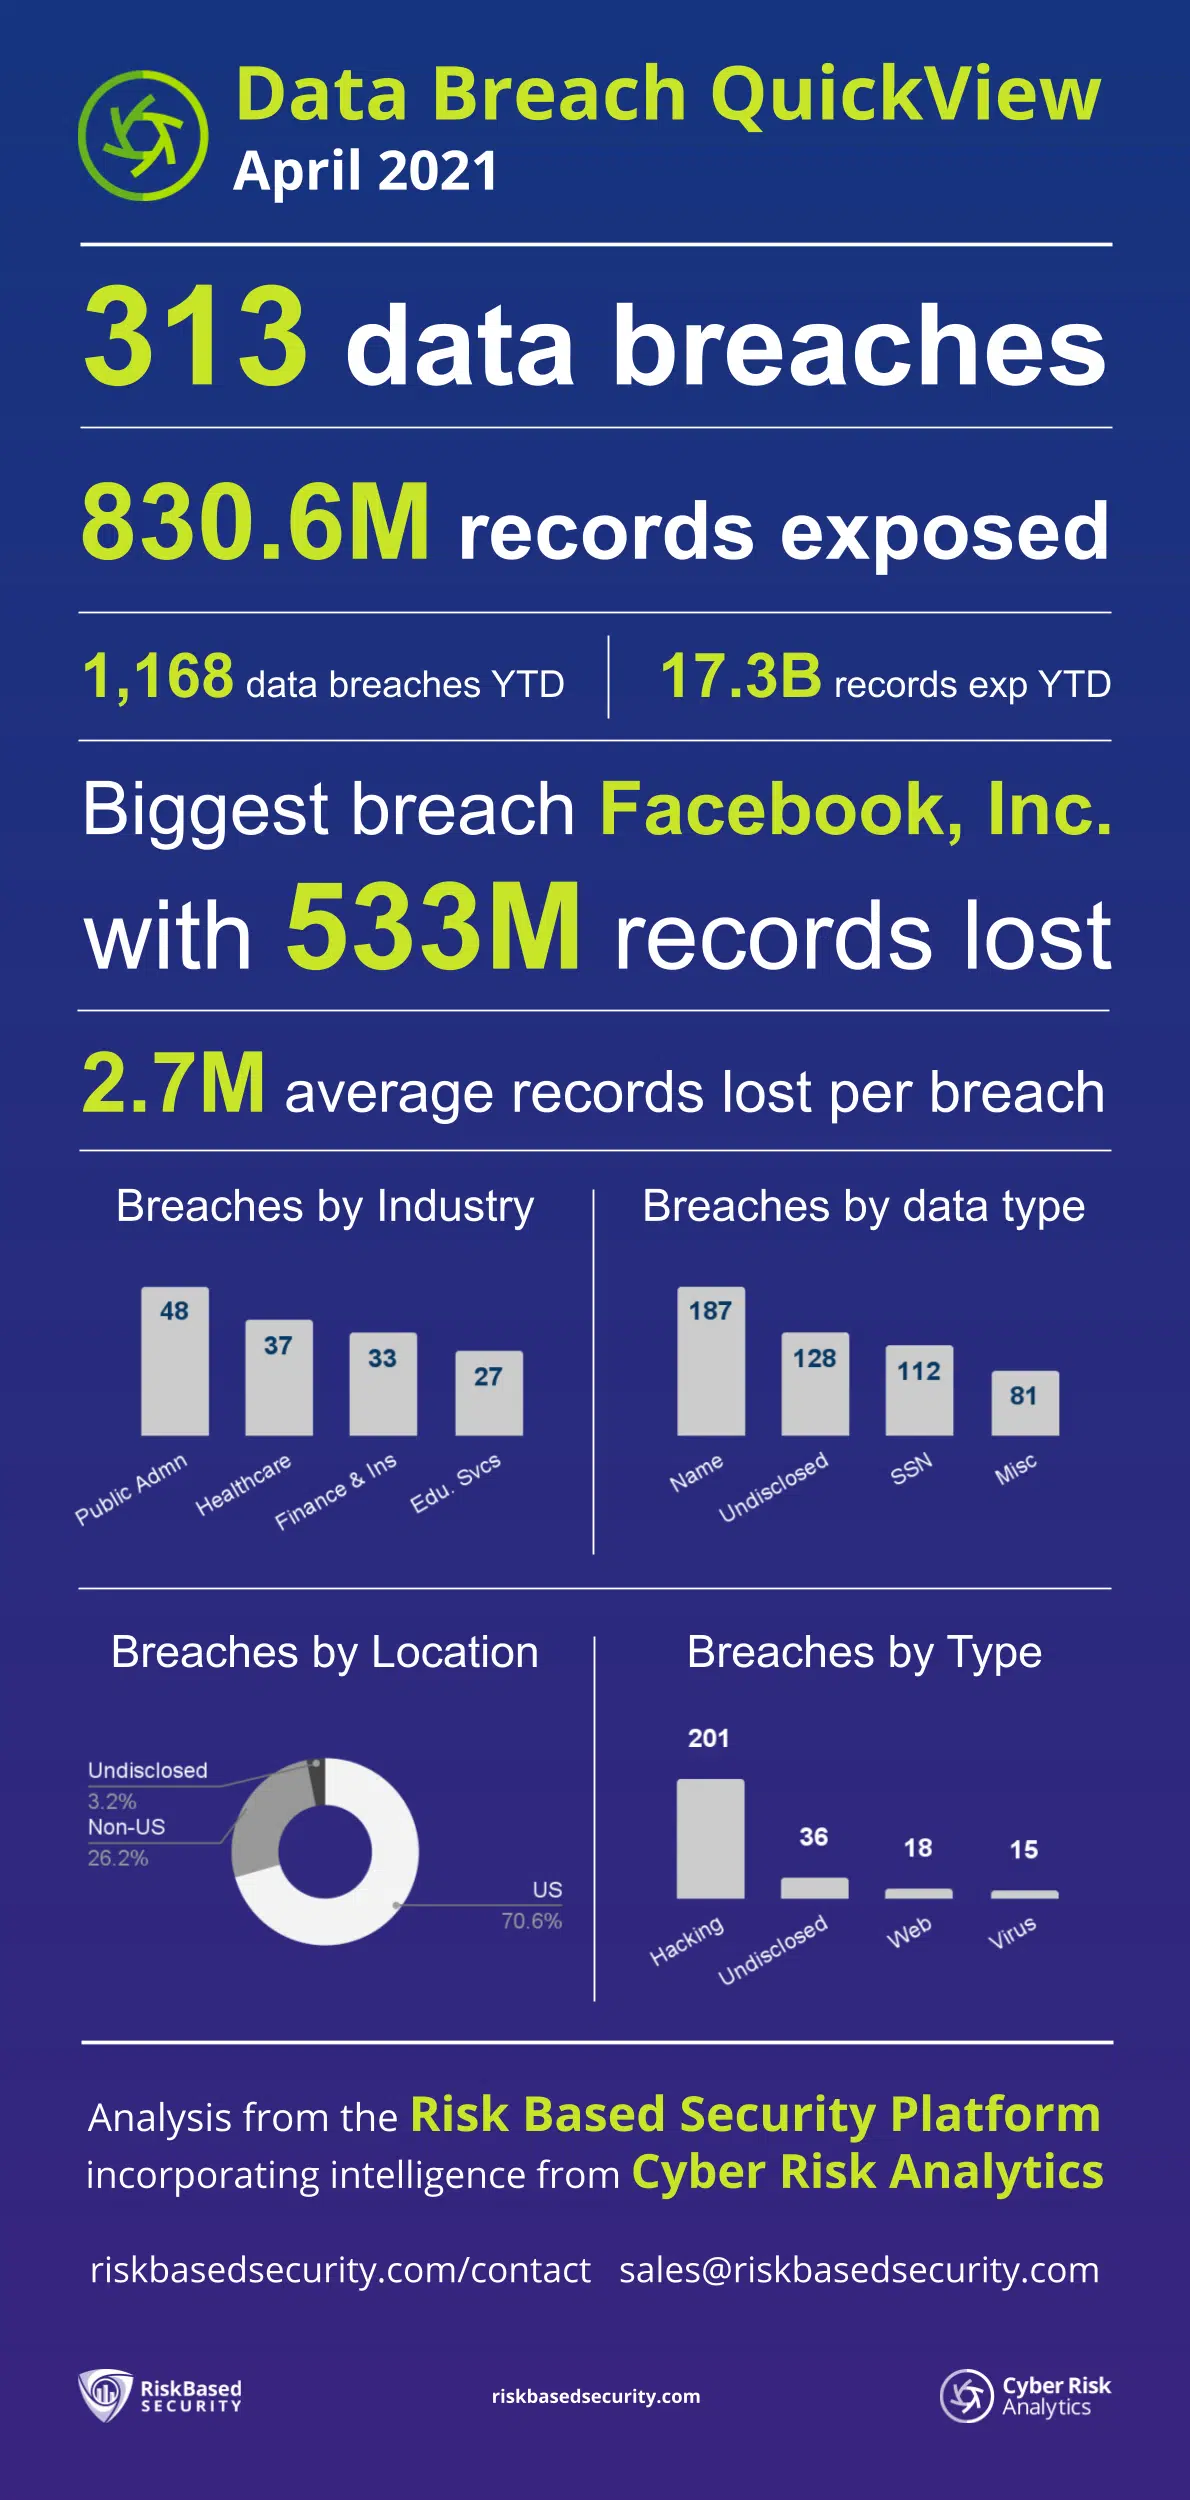 Data Breach QuickView
April 2021
313 data breaches
830.6M records exposed
1,168 data breaches YTD
17.3B records exp YTD
Biggest breach Facebook, Inc.
with 533M records lost
2.7M average records lost per breach
Breaches by Industry
48
37
33
27
Public Admn
Healthcare
Finance & Ins
Edu. Svcs
Breaches by data type
187
128
112
81
Name
Undisclosed
SSN
Misc
Breaches by Location
Undisclosed
3.2%
Non-US
26.2%
US
70.6%
Breaches by Type
201
36
18
15
Hacking
Undisclosed
Web
Virus
Analysis from the Risk Based Security Platform
incorporating intelligence from Cyber Risk Analytics
riskbasedsecurity.com/contact sales@riskbasedsecurity.com
RiskBased
SECURITY
riskbasedsecurity.com
Cyber Risk
Analytics